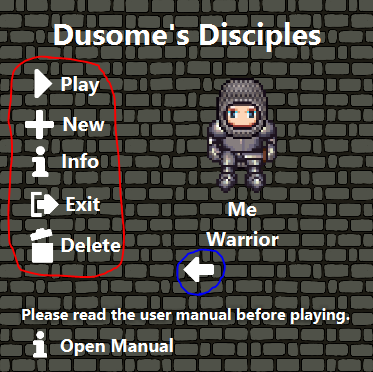 Dusome's Disciples
Play
New
Info
Exit
Delete
Me
Warrior
Please read the user manual before playing.
Open Manual